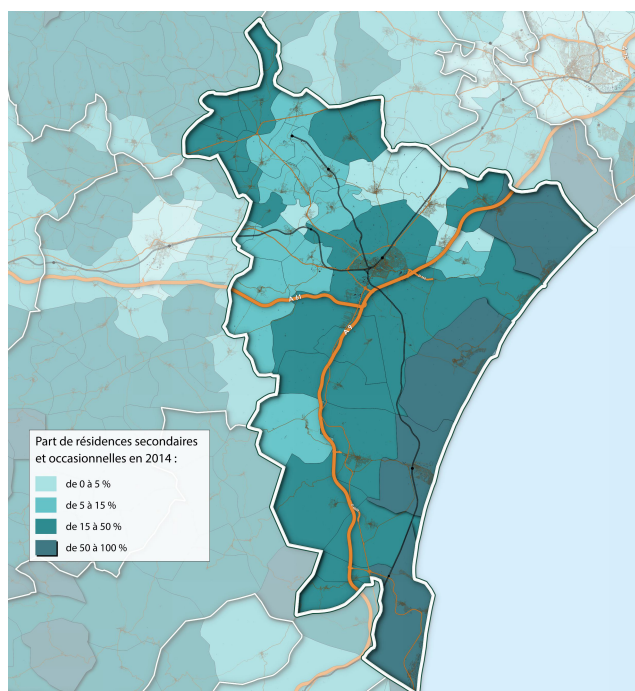 A 61
A 9
Part de résidences secondaires
et occasionnelles en 2014 :
de 0 à 5 %
de 5 à 15 %
de 15 à 50 %
de 50 à 100 %